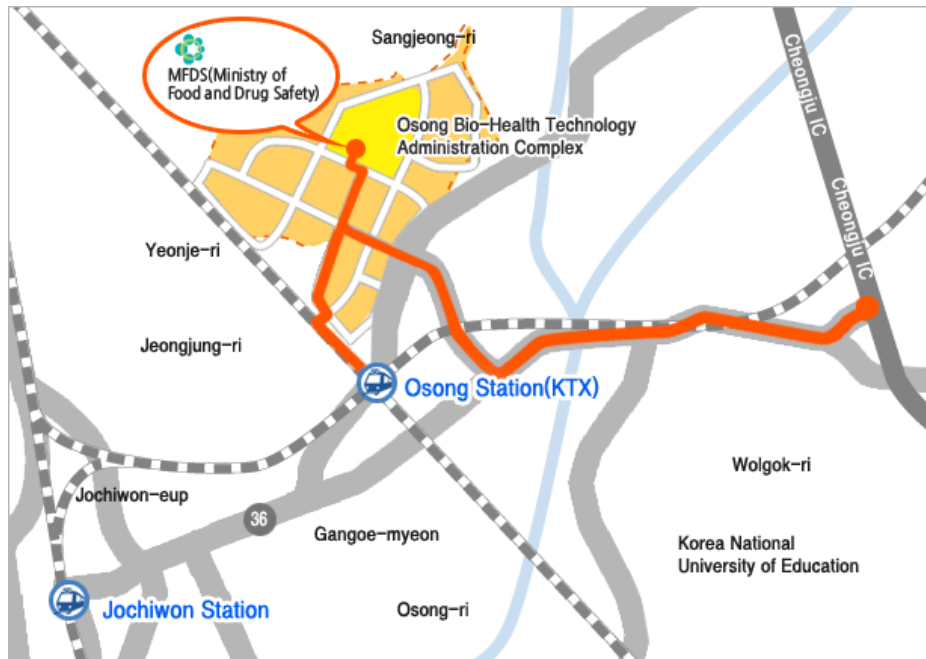 Sangjeong-ri
MFDS(Ministry of
Food and Drug Safety)
Cheongju IC
Osong Bio-Health Technology
Administration Complex
Cheongju IC
Yeonje-ri
Jeongjung-ri
Osong Station(KTX)
Wolgok-ri
Jochiwon-eup
36
Gangoe-myeon
Korea National
University of Education
Jochiwon Station
Osong-ri